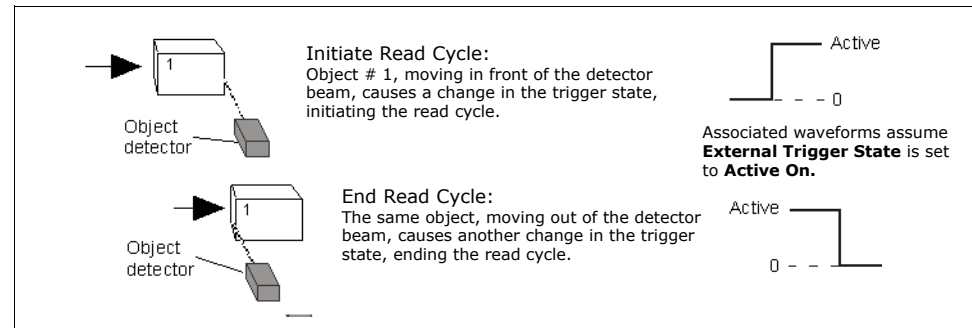 1
Initiate Read Cycle:
Object # 1, moving in front of the detector
beam, causes a change in the trigger state,
initiating the read cycle.
Object
detector
Active
0
Associated waveforms assume
External Trigger State is set
to Active On.
1
End Read Cycle:
The same object, moving out of the detector
beam, causes another change in the trigger
state, ending the read cycle.
Object
detector
Active
0